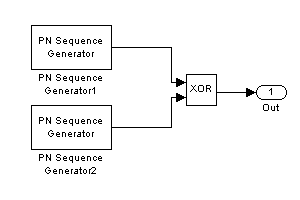 PN Sequence
Generator
PN Sequence
Generator1
XOR
1
Out
PN Sequence
Generator
PN Sequence
Generator2